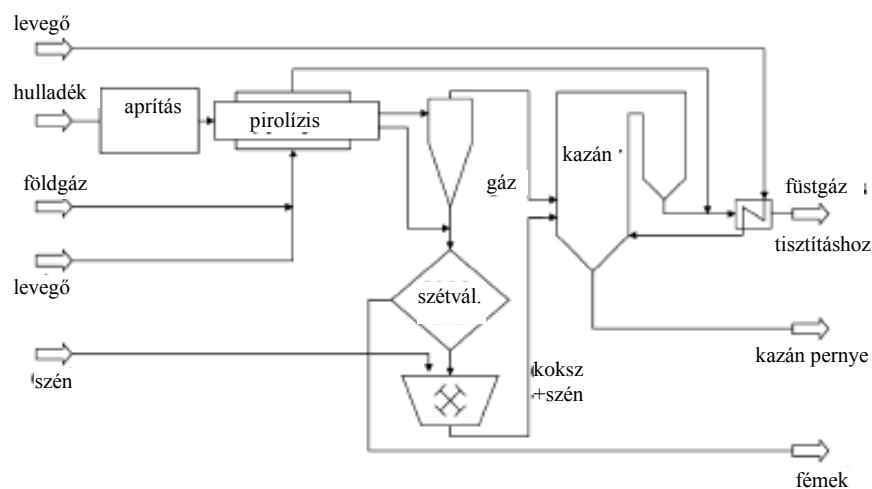 levegő
hulladék
aprítás
pirolízis
kazán
földgáz
gáz
füstgáz
tisztításhoz
levegő
szétvál.
szén
koksz
+szén
kazán pernye
fémek